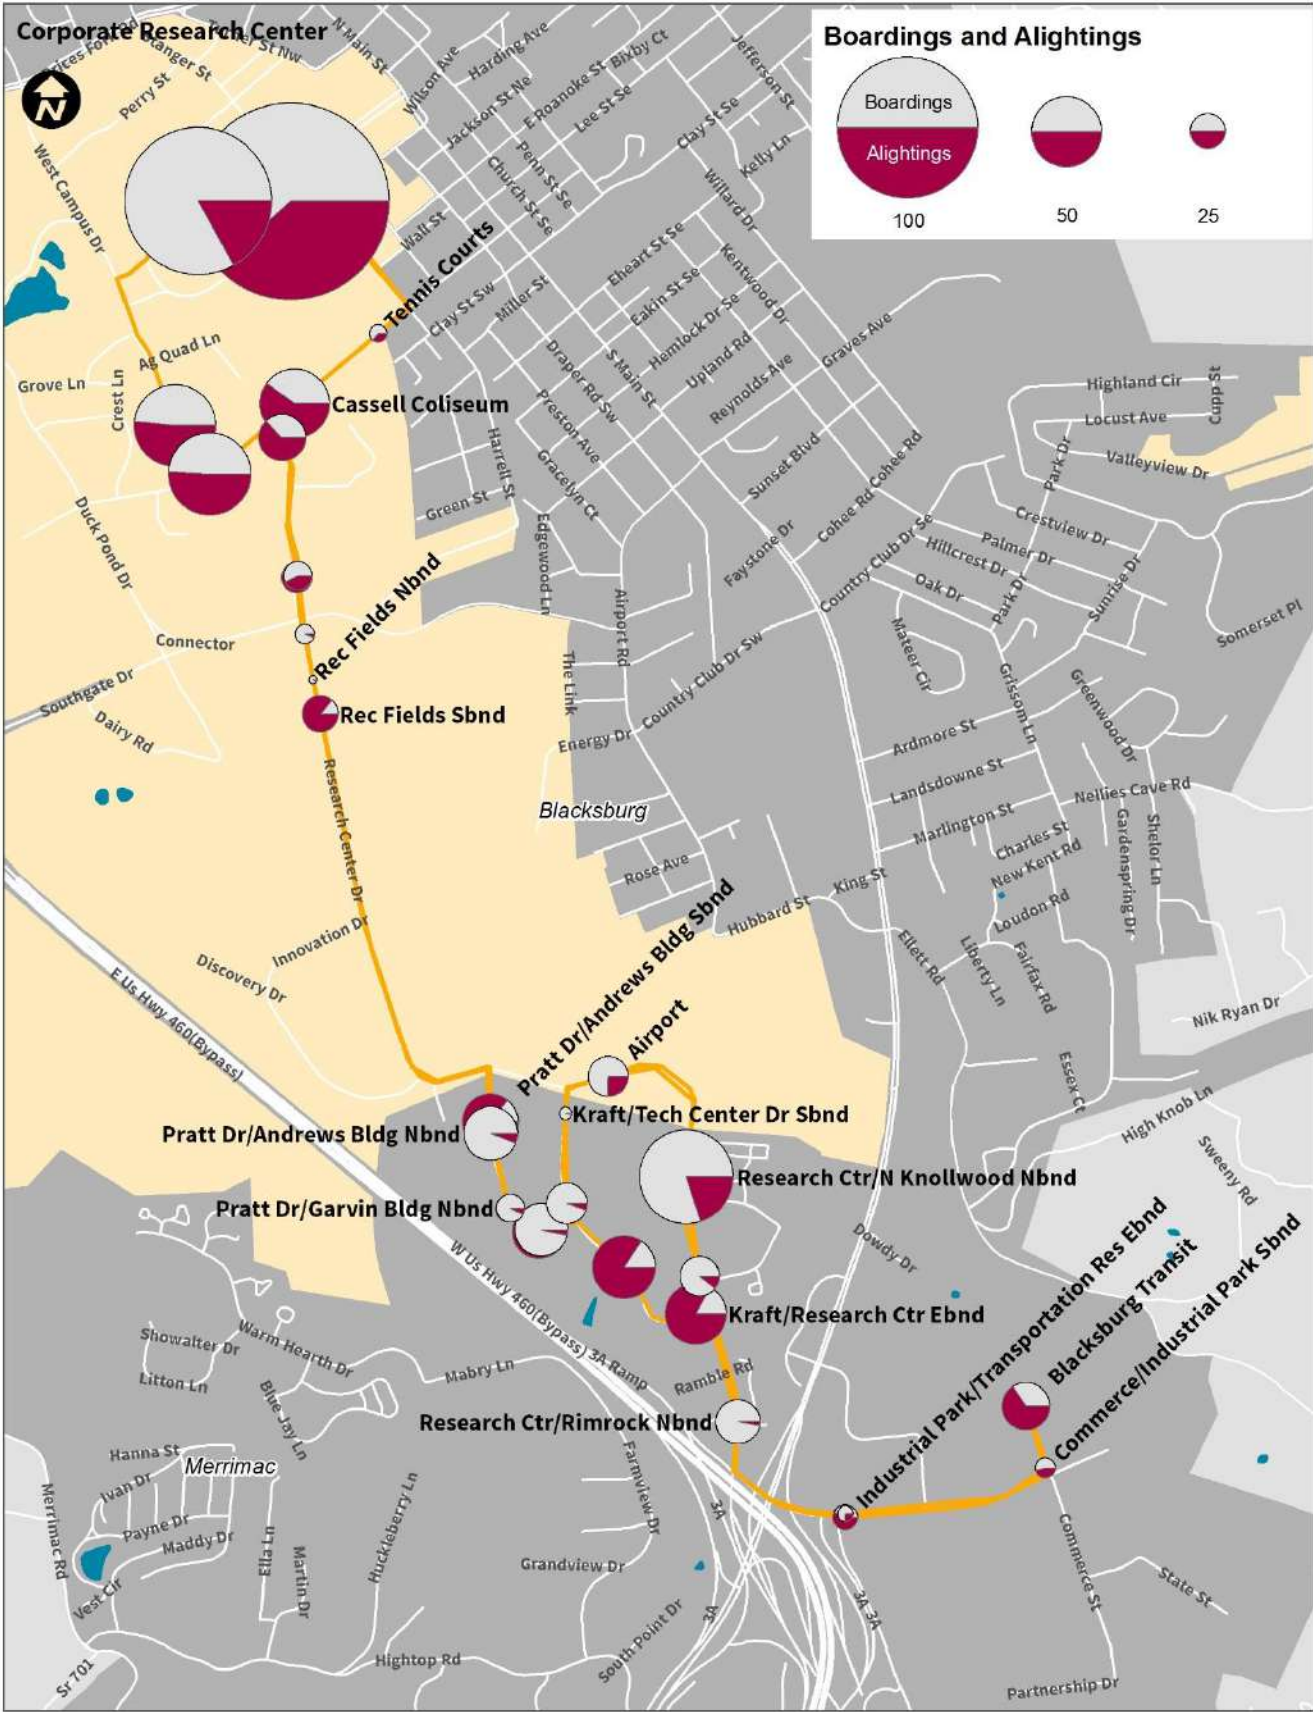 Corporate Research Center
N
Boardings and Alightings
Boardings
Alightings
100
50
25
Stanger St
Perry St
N Main St
Wilson Ave
Harding Ave
Bixby Ct
Jefferson St
Jackson St Ne
E Roanoke St
Lee St Se
Clay St Se
Kelly Ln
Penn St Se
Church St Se
Willard Dr
West Campus Dr
Wall St
Tennis Courts
Clay St Sw
Miller St
Eheart St Se
Kentwood Dr
Eakin St Se
Hemlock Dr Se
Upland Rd
Reynolds Ave
Graves Ave
Ag Quad Ln
Grove Ln
Crest Ln
Cassell Coliseum
Draper Rd Sw
S Main St
Preston Ave
Highland Cir
Cupp St
Locust Ave
Valleyview Dr
Park Dr
Harrell St
Gracelyn Ct
Sunset Blvd
Cohee Rd
Cohee Rd
Green St
Duck Pond Dr
Edgewood Ln
Faystone Dr
Country Club Dr Se
Crestview Dr
Palmer Dr
Hillcrest Dr
Oak Dr
Park Dr
Sunrise Dr
Somerset Pl
Rec Fields Nbnd
Airport Rd
Connector
Mateer Cir
The Link
Country Club Dr Sw
Southgate Dr
Dairy Rd
Rec Fields Sbnd
Grissom Ln
Greenwood Dr
Energy Dr
Ardmore St
Research Center Dr
Landsdowne St
Nellies Cave Rd
Blacksburg
Marlington St
Charles St
New Kent Rd
Gardenspring Dr
Shelor Ln
Rose Ave
King St
Hubbard St
Loudon Rd
Innovation Dr
Discovery Dr
Ellett Rd
Liberty Ln
Fairfax Rd
E Us Hwy 460(Bypass)
Nik Ryan Dr
Pratt Dr/Andrews Bldg Sbnd
Airport
Essex Ct
High Knob Ln
Kraft/Tech Center Dr Sbnd
Pratt Dr/Andrews Bldg Nbnd
Sweeny Rd
Research Ctr/N Knollwood Nbnd
Pratt Dr/Garvin Bldg Nbnd
Dowdy Dr
W Us Hwy 460(Bypass) 3A Ramp
Kraft/Research Ctr Ebnd
Industrial Park/Transportation Res Ebnd
Blacksburg Transit
Commerce/Industrial Park Sbnd
Showalter Dr
Warm Hearth Dr
Litton Ln
Mabry Ln
Ramble Rd
Blue Jay Ln
Research Ctr/Rimrock Nbnd
Hanna St
Merrimac
Ivan Dr
Farmview Dr
Merrimac Rd
Payne Dr
Maddy Dr
Ella Ln
Martin Dr
Huckleberry Ln
3A
Grandview Dr
Commerce St
State St
Vest Cir
3A
3A 3A
South Point Dr
Hightop Rd
Sr 701
Partnership Dr